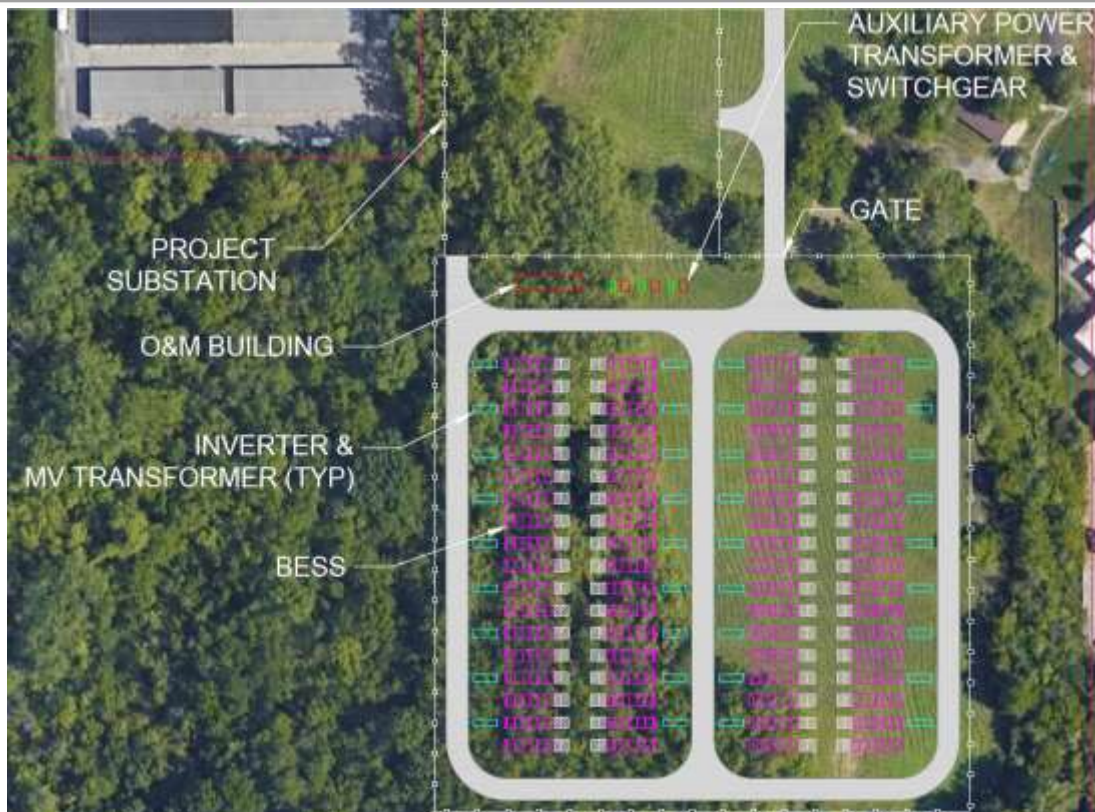 AUXILIARY POWER
TRANSFORMER &
SWITCHGEAR
GATE
PROJECT
SUBSTATION
O&M BUILDING
INVERTER &
MV TRANSFORMER (TYP)
BESS